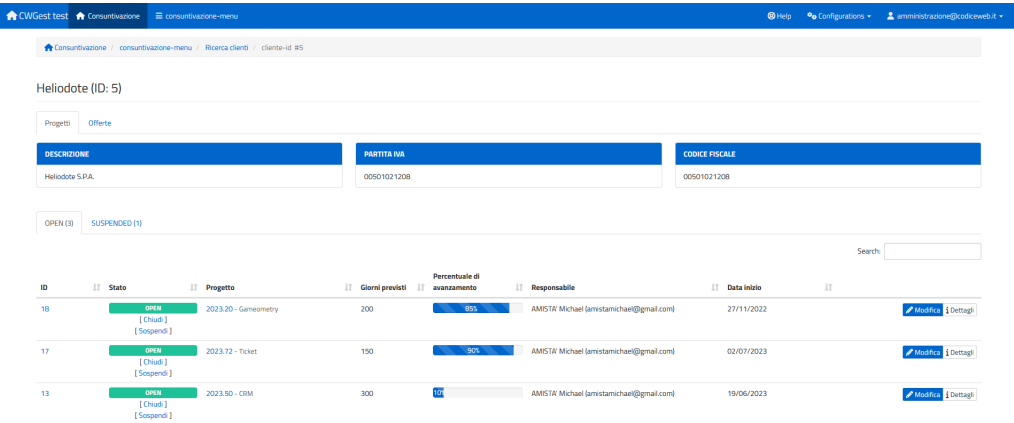 CWGest test Consuntivazione consuntivazione-menu Help Configurations amministrazione@codiceweb.it
Consuntivazione / consuntivazione-menu / Ricerca clienti / cliente-id #5
Heliodote (ID: 5)
Progetti Offerte
DESCRIZIONE PARTITA IVA CODICE FISCALE
Heliodote S.P.A. 00501021208 00501021208
OPEN (3) SUSPENDED (1)
Search:
Percentuale di
ID Stato Progetto Giorni previsti avanzamento Responsabile Data inizio
18 OPEN 2023.20 - Gameometry 200 85% AMISTA' Michael (amistamichael@gmail.com) 27/11/2022 Modifica Dettagli
[ Chiudi ]
[ Sospendi ]
17 OPEN 2023.72 - Ticket 150 90% AMISTA' Michael (amistamichael@gmail.com) 02/07/2023 Modifica Dettagli
[ Chiudi ]
[ Sospendi ]
13 OPEN 2023.50 - CRM 300 10% AMISTA' Michael (amistamichael@gmail.com) 19/06/2023 Modifica Dettagli
[ Chiudi ]
[ Sospendi ]